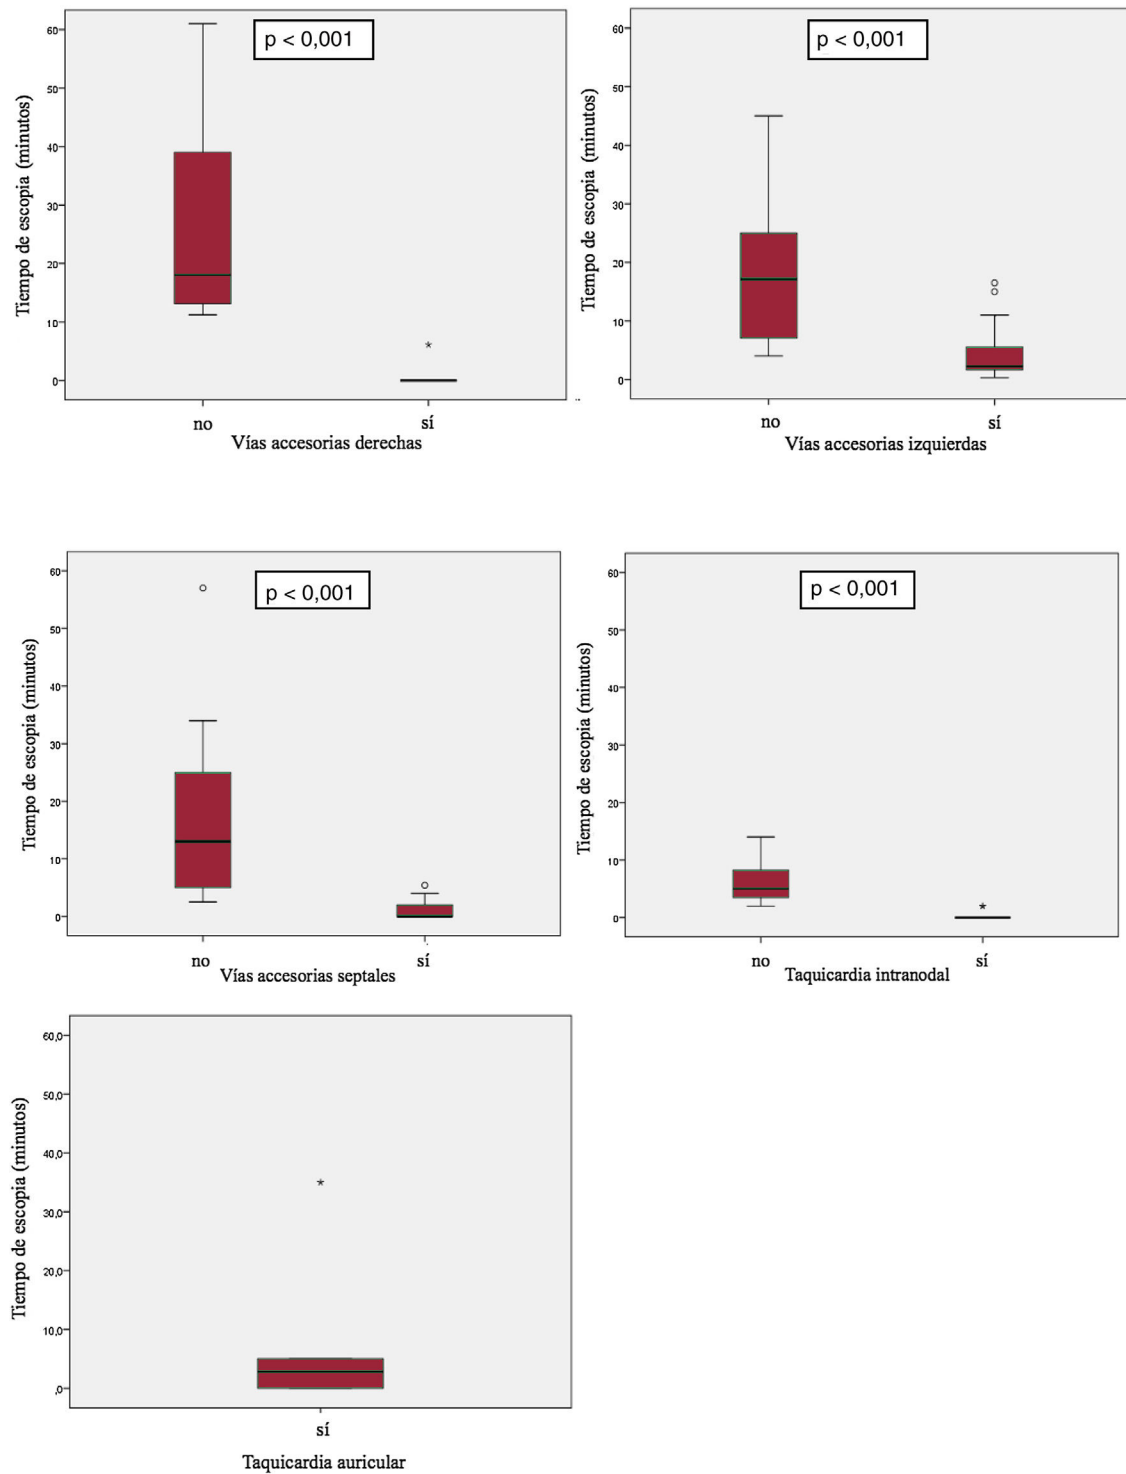 p < 0,001
Tiempo de escopia (minutos)
60
50
40
30
20
10
0
no
sí
Vías accesorias derechas
p < 0,001
Tiempo de escopia (minutos)
60
50
40
30
20
10
0
no
sí
Vías accesorias izquierdas
p < 0,001
Tiempo de escopia (minutos)
60
50
40
30
20
10
0
no
sí
Vías accesorias septales
p < 0,001
Tiempo de escopia (minutos)
60
50
40
30
20
10
0
no
sí
Taquicardia intranodal
Tiempo de escopia (minutos)
60,0
50,0
40,0
30,0
20,0
10,0
,0
sí
Taquicardia auricular